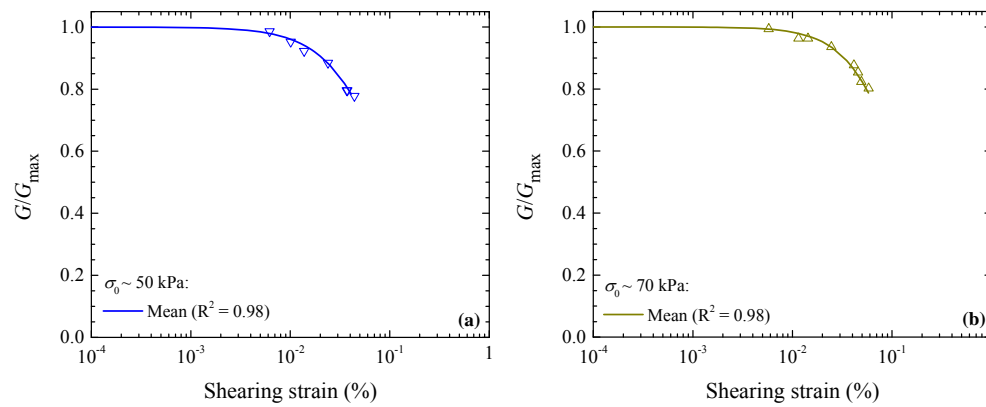 1.0
0.8
0.6
0.4
0.2
0.0
G/G_max
σ₀ ~ 50 kPa:
Mean (R² = 0.98)
(a)
10⁻⁴ 10⁻³ 10⁻² 10⁻¹ 1
Shearing strain (%)
1.0
0.8
0.6
0.4
0.2
0.0
G/G_max
σ₀ ~ 70 kPa:
Mean (R² = 0.98)
(b)
10⁻⁴ 10⁻³ 10⁻² 10⁻¹
Shearing strain (%)